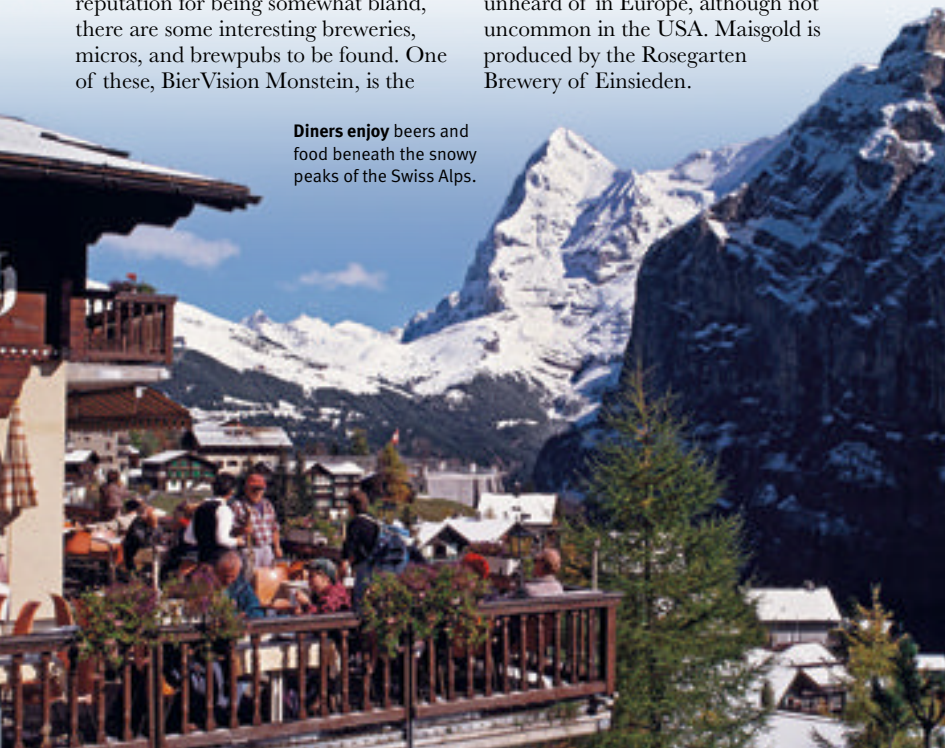 reputation for being somewhat bland,
there are some interesting breweries,
micros, and brewpubs to be found. One
of these, BierVision Monstein, is the
unheard of in Europe, although not
uncommon in the USA. Maisgold is
produced by the Rosegarten
Brewery of Einsieden.
Diners enjoy beers and
food beneath the snowy
peaks of the Swiss Alps.